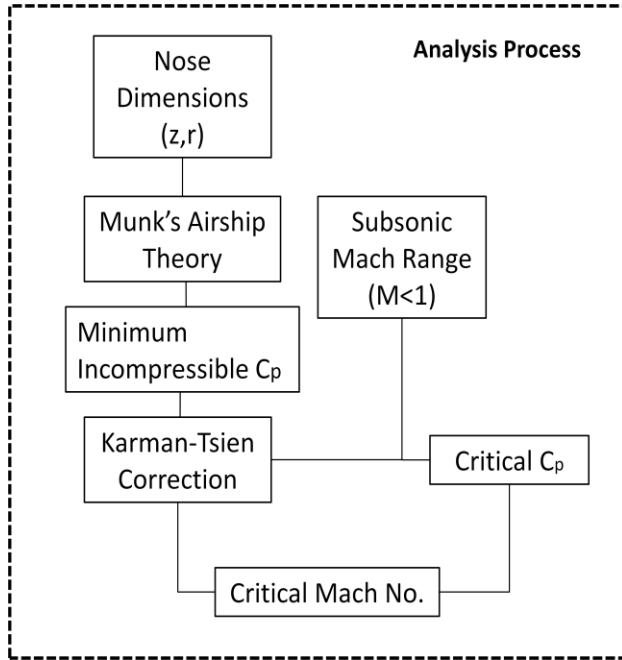 Analysis Process
Nose
Dimensions
(z,r)
Munk's Airship
Theory
Subsonic
Mach Range
(M<1)
Minimum
Incompressible Cp
Karman-Tsien
Correction
Critical Cp
Critical Mach No.